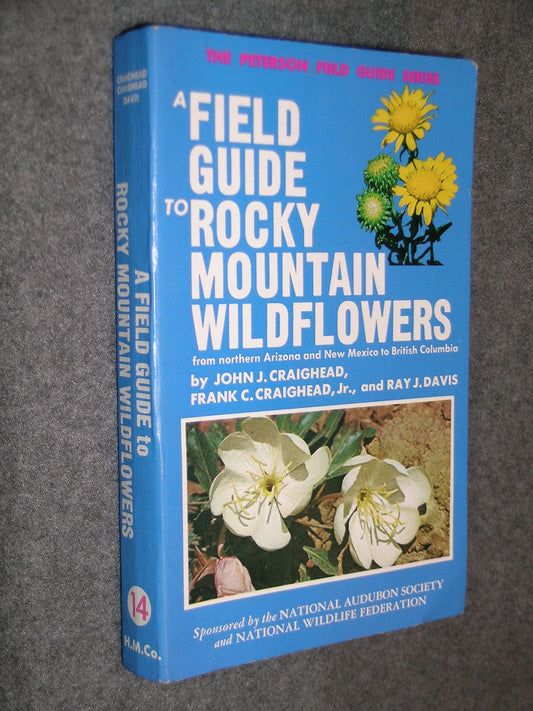 THE PETERSON FIELD GUIDE SERIES
A FIELD
GUIDE
TO ROCKY
MOUNTAIN
WILDFLOWERS
from northern Arizona and New Mexico to British Columbia
by JOHN J. CRAIGHEAD,
FRANK C. CRAIGHEAD, Jr., and RAY J. DAVIS
Sponsored by the NATIONAL AUDUBON SOCIETY
and NATIONAL WILDLIFE FEDERATION
CRAIGHEAD
CRAIGHEAD
DAVIS
A FIELD GUIDE to
ROCKY MOUNTAIN WILDFLOWERS
14
H.M.Co.